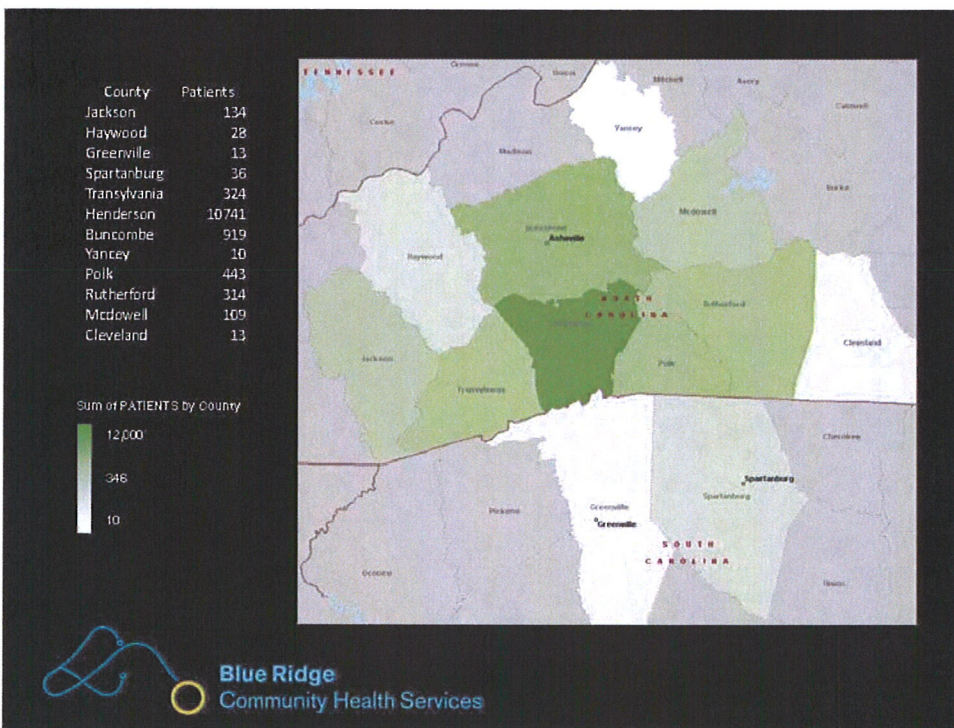 County Patients
Jackson 134
Haywood 28
Greenville 13
Spartanburg 36
Transylvania 324
Henderson 10741
Buncombe 919
Yancey 10
Polk 443
Rutherford 314
Mcdowell 109
Cleveland 13
Sum of PATIENTS by County
12,000
346
10
TENNESSEE
Mitchell
Avery
Caldwell
Cocke
Yancey
Madison
Burke
Mcdowell
Buncombe
Asheville
Haywood
NORTH
CAROLINA
Rutherford
Cleveland
Jackson
Polk
Transylvania
Cherokee
Spartanburg
Spartanburg
Pickens
Greenville
Greenville
SOUTH
CAROLINA
Oconee
Union
Blue Ridge
Community Health Services